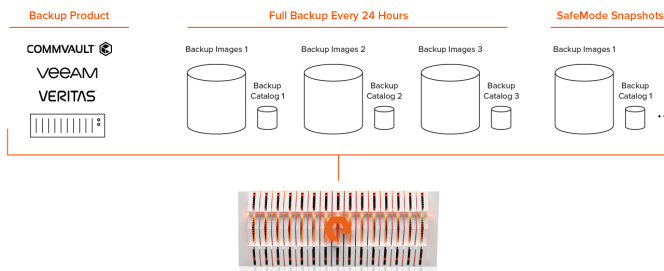 Backup Product
Full Backup Every 24 Hours
SafeMode Snapshots
COMMVAULT
veeAM
VERITAS
Backup Images 1
Backup Images 2
Backup Images 3
Backup Images 1
Backup
Catalog 1
Backup
Catalog 2
Backup
Catalog 3
Backup
Catalog 1